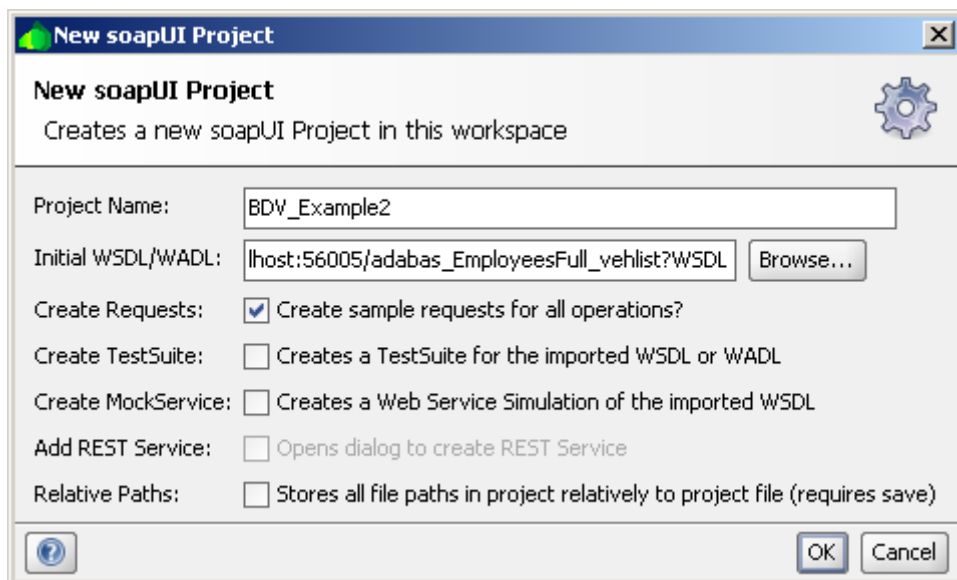 New soapUI Project
New soapUI Project
Creates a new soapUI Project in this workspace
Project Name: BDV_Example2
Initial WSDL/WADL: lhost:56005/adabas_EmployeesFull_vehlist?WSDL Browse...
Create Requests: Create sample requests for all operations?
Create TestSuite: Creates a TestSuite for the imported WSDL or WADL
Create MockService: Creates a Web Service Simulation of the imported WSDL
Add REST Service: Opens dialog to create REST Service
Relative Paths: Stores all file paths in project relatively to project file (requires save)
? OK Cancel